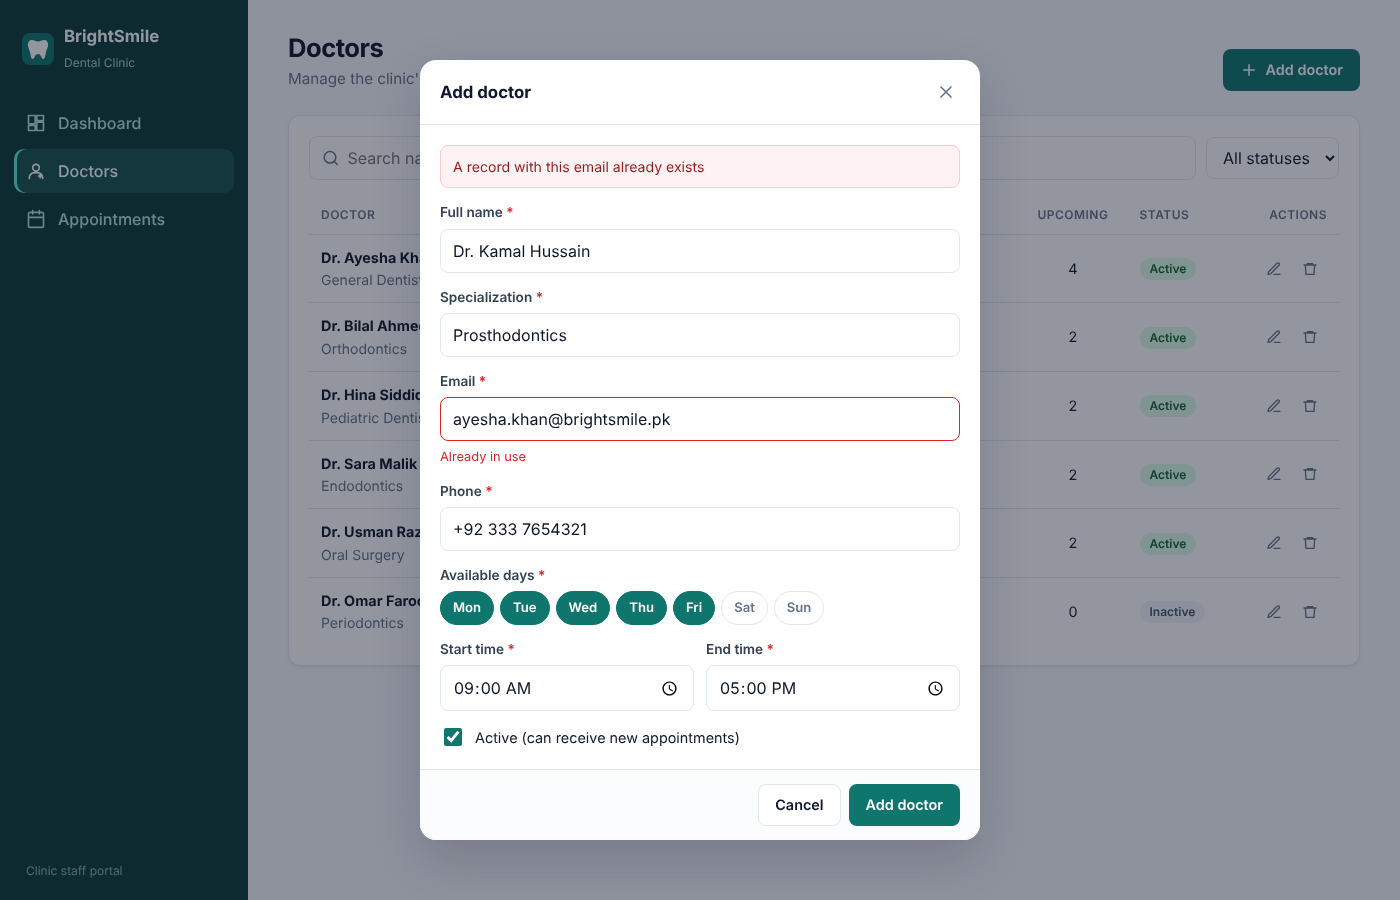 BrightSmile
Dental Clinic
Dashboard
Doctors
Appointments
Clinic staff portal
Doctors
Manage the clinic'
Add doctor
Search na
All statuses
DOCTOR
UPCOMING
STATUS
ACTIONS
Dr. Ayesha Kh
General Dentist
4
Active
Dr. Bilal Ahme
Orthodontics
2
Active
Dr. Hina Siddic
Pediatric Dentis
2
Active
Dr. Sara Malik
Endodontics
2
Active
Dr. Usman Raz
Oral Surgery
2
Active
Dr. Omar Faroo
Periodontics
0
Inactive
Add doctor
A record with this email already exists
Full name *
Dr. Kamal Hussain
Specialization *
Prosthodontics
Email *
ayesha.khan@brightsmile.pk
Already in use
Phone *
+92 333 7654321
Available days *
Mon Tue Wed Thu Fri Sat Sun
Start time *
09:00 AM
End time *
05:00 PM
Active (can receive new appointments)
Cancel
Add doctor